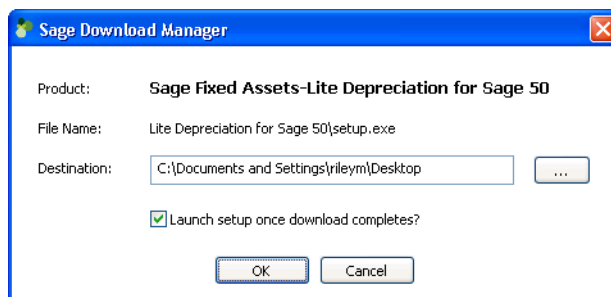 Sage Download Manager
Product: Sage Fixed Assets-Lite Depreciation for Sage 50
File Name: Lite Depreciation for Sage 50\setup.exe
Destination: C:\Documents and Settings\rileym\Desktop ...
Launch setup once download completes?
OK Cancel